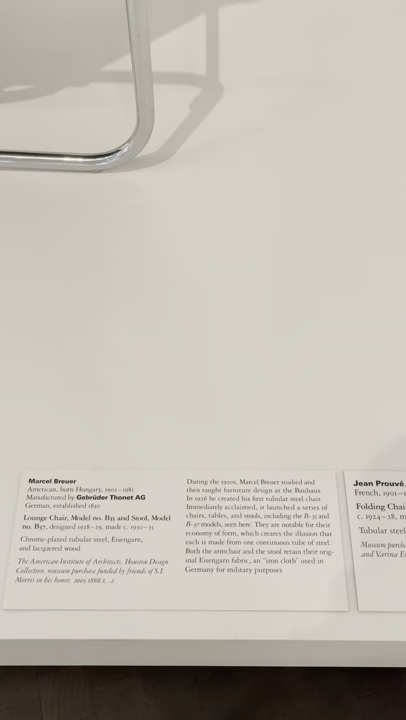 Marcel Breuer
American, born Hungary, 1902–1981
Manufactured by Gebrüder Thonet AG
German, established 1830
Lounge Chair, Model no. B35 and Stool, Model
no. B37, designed 1928–29, made c. 1930–35
Chrome-plated tubular steel, Eisengarn,
and lacquered wood
The American Institute of Architects, Houston Design
Collection, museum purchase funded by friends of S.I.
Morris in his honor, 2005.1868.1, .2
During the 1920s, Marcel Breuer studied and
then taught furniture design at the Bauhaus.
In 1926 he created his first tubular steel chair.
Immediately acclaimed, it launched a series of
chairs, tables, and stools, including the B-35 and
B-37 models, seen here. They are notable for their
economy of form, which creates the illusion that
each is made from one continuous tube of steel.
Both the armchair and the stool retain their orig-
inal Eisengarn fabric, an "iron cloth" used in
Germany for military purposes
Jean Prouvé,
French, 1901–1
Folding Chai
c. 1924–28, m
Tubular steel
Museum purch
and Varina E